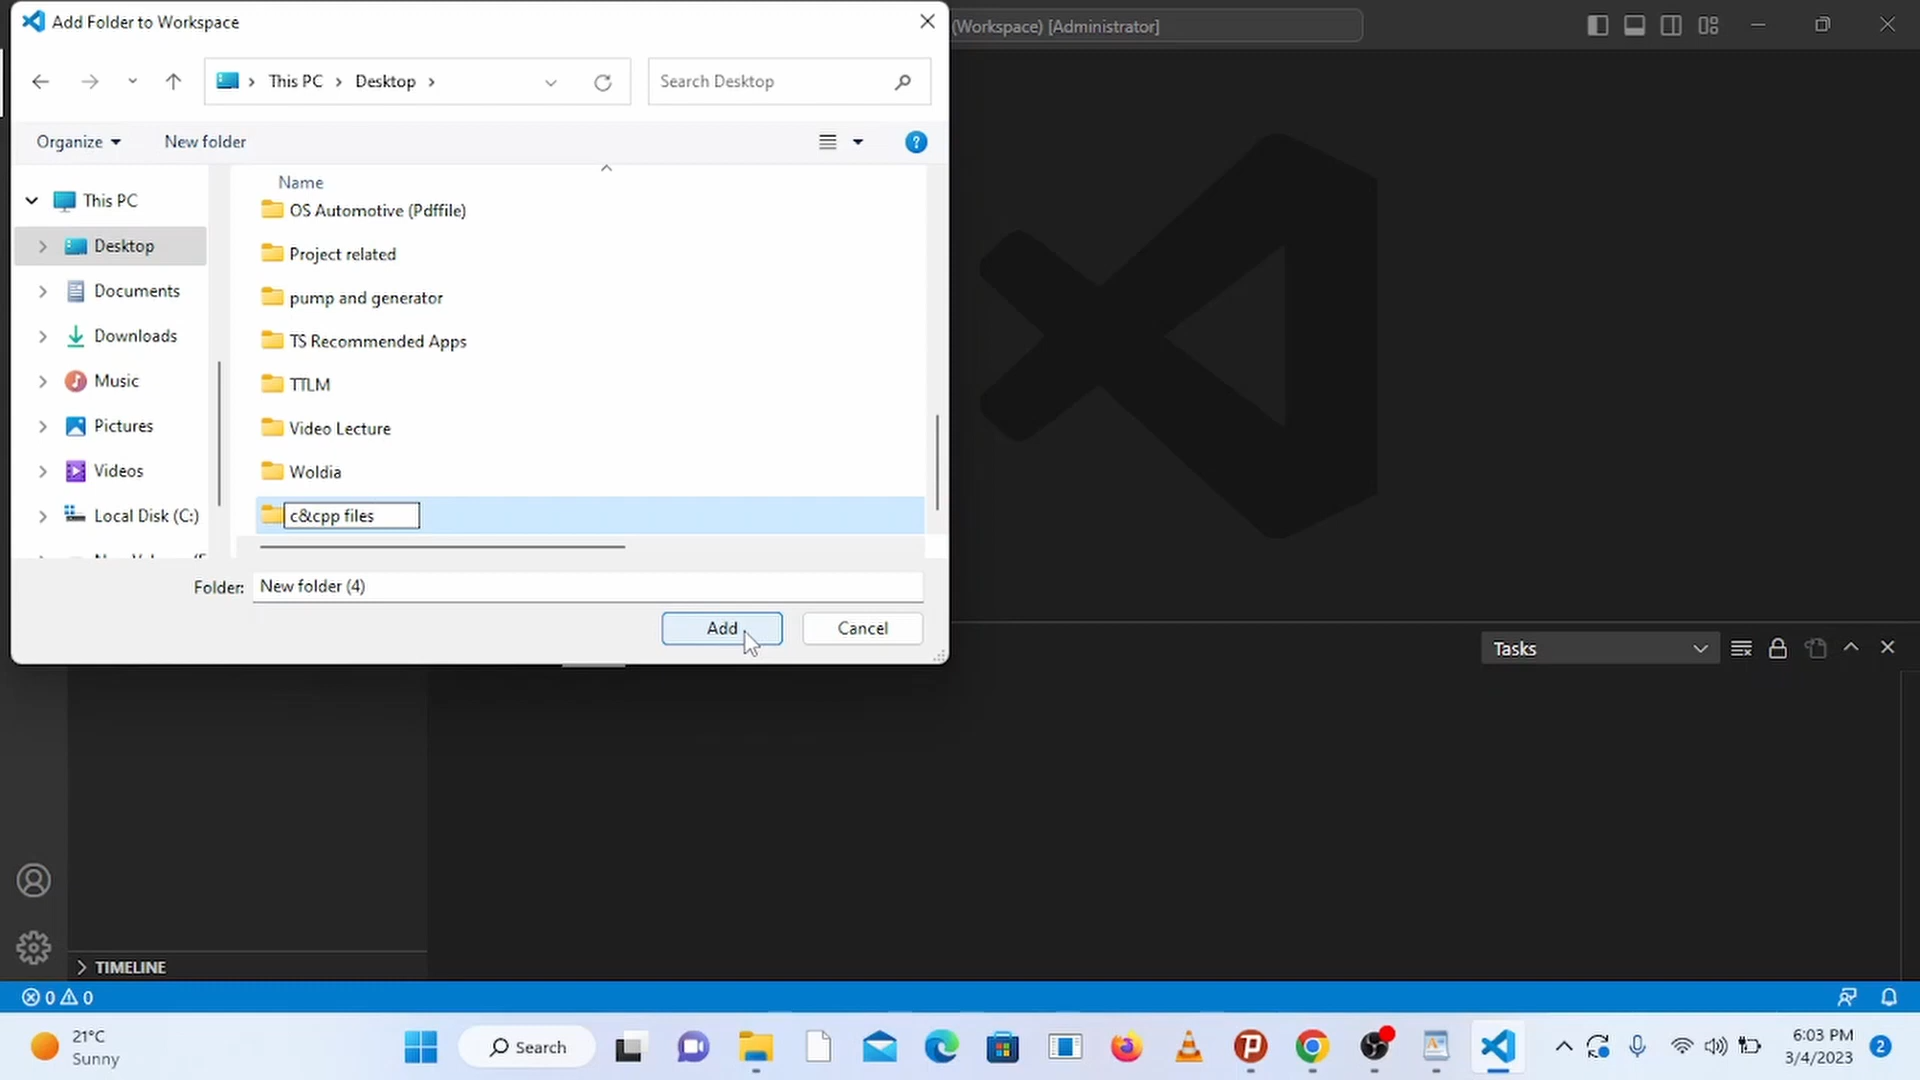 Add Folder to Workspace
(Workspace) [Administrator]
This PC
Desktop
Search Desktop
Organize
New folder
Name
This PC
Desktop
Documents
Downloads
Music
Pictures
Videos
Local Disk (C:)
OS Automotive (Pdffile)
Project related
pump and generator
TS Recommended Apps
TTLM
Video Lecture
Woldia
c&cpp files
Folder:
New folder (4)
Add
Cancel
Tasks
TIMELINE
0
0
21°C
Sunny
Search
6:03 PM
3/4/2023
2